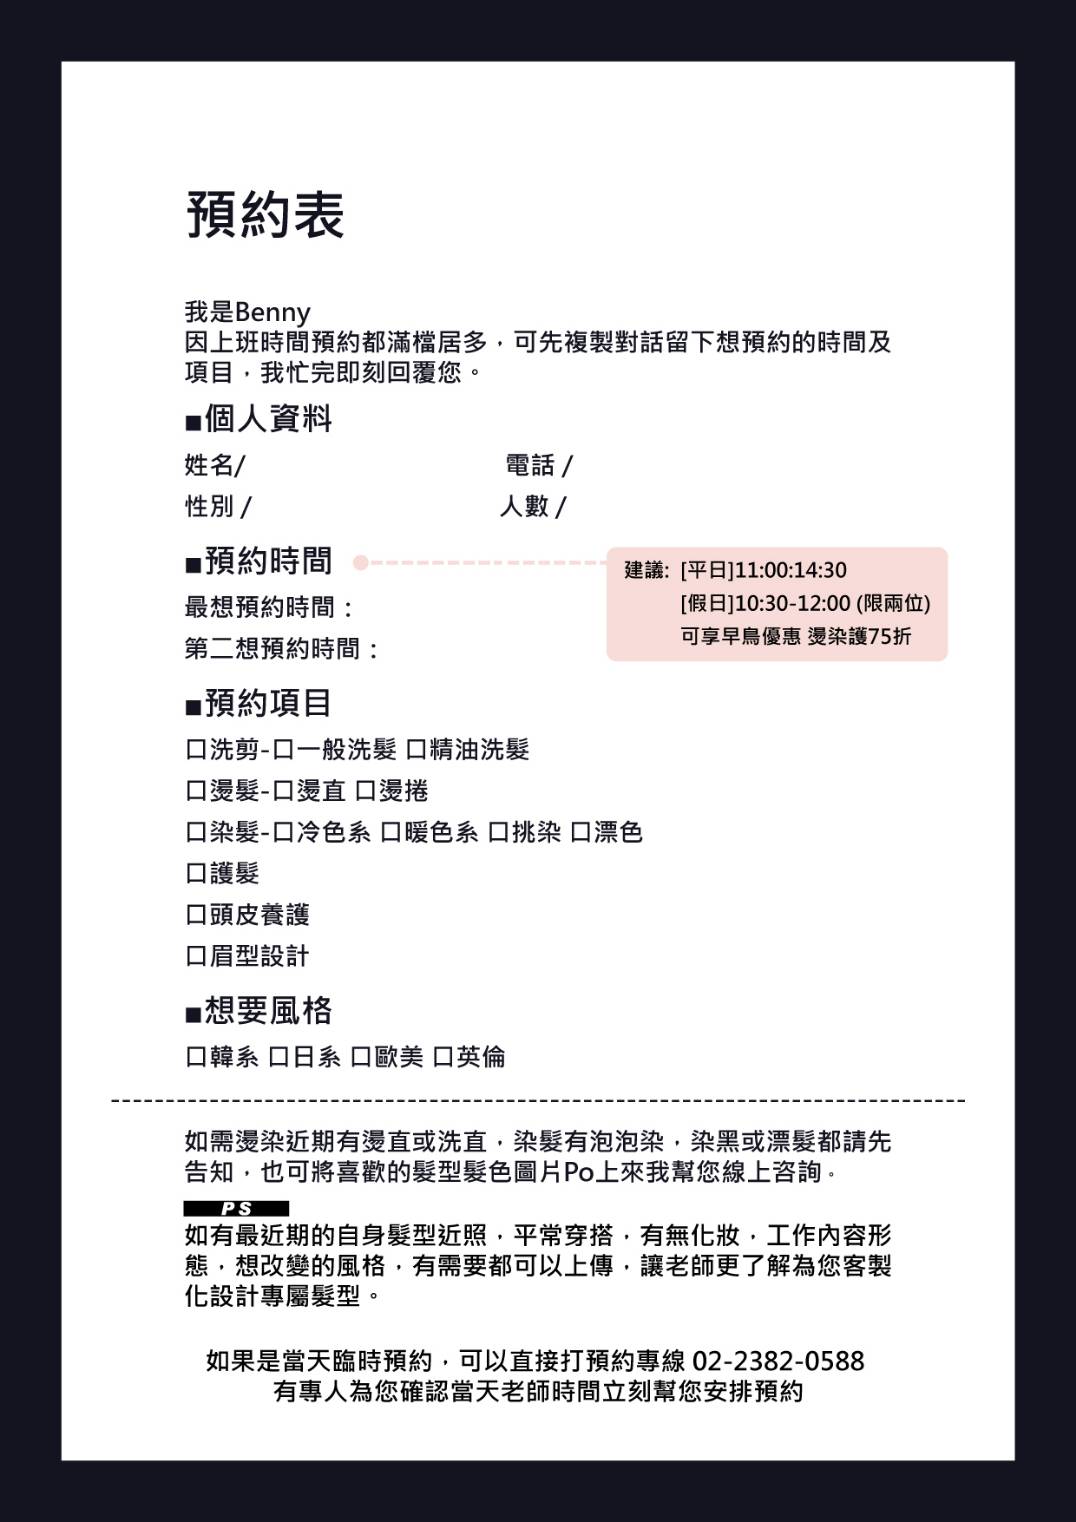 預約表
我是Benny
因上班時間預約都滿檔居多，可先複製對話留下想預約的時間及
項目，我忙完即刻回覆您。
■個人資料
姓名/ 電話 /
性別 / 人數 /
■預約時間
建議: [平日]11:00:14:30
[假日]10:30-12:00 (限兩位)
可享早鳥優惠 燙染護75折
最想預約時間：
第二想預約時間：
■預約項目
口洗剪-口一般洗髮 口精油洗髮
口燙髮-口燙直 口燙捲
口染髮-口冷色系 口暖色系 口挑染 口漂色
口護髮
口頭皮養護
口眉型設計
■想要風格
口韓系 口日系 口歐美 口英倫
如需燙染近期有燙直或洗直，染髮有泡泡染，染黑或漂髮都請先
告知，也可將喜歡的髮型髮色圖片Po上來我幫您線上咨詢。
PS
如有最近期的自身髮型近照，平常穿搭，有無化妝，工作內容形
態，想改變的風格，有需要都可以上傳，讓老師更了解為您客製
化設計專屬髮型。
如果是當天臨時預約，可以直接打預約專線 02-2382-0588
有專人為您確認當天老師時間立刻幫您安排預約